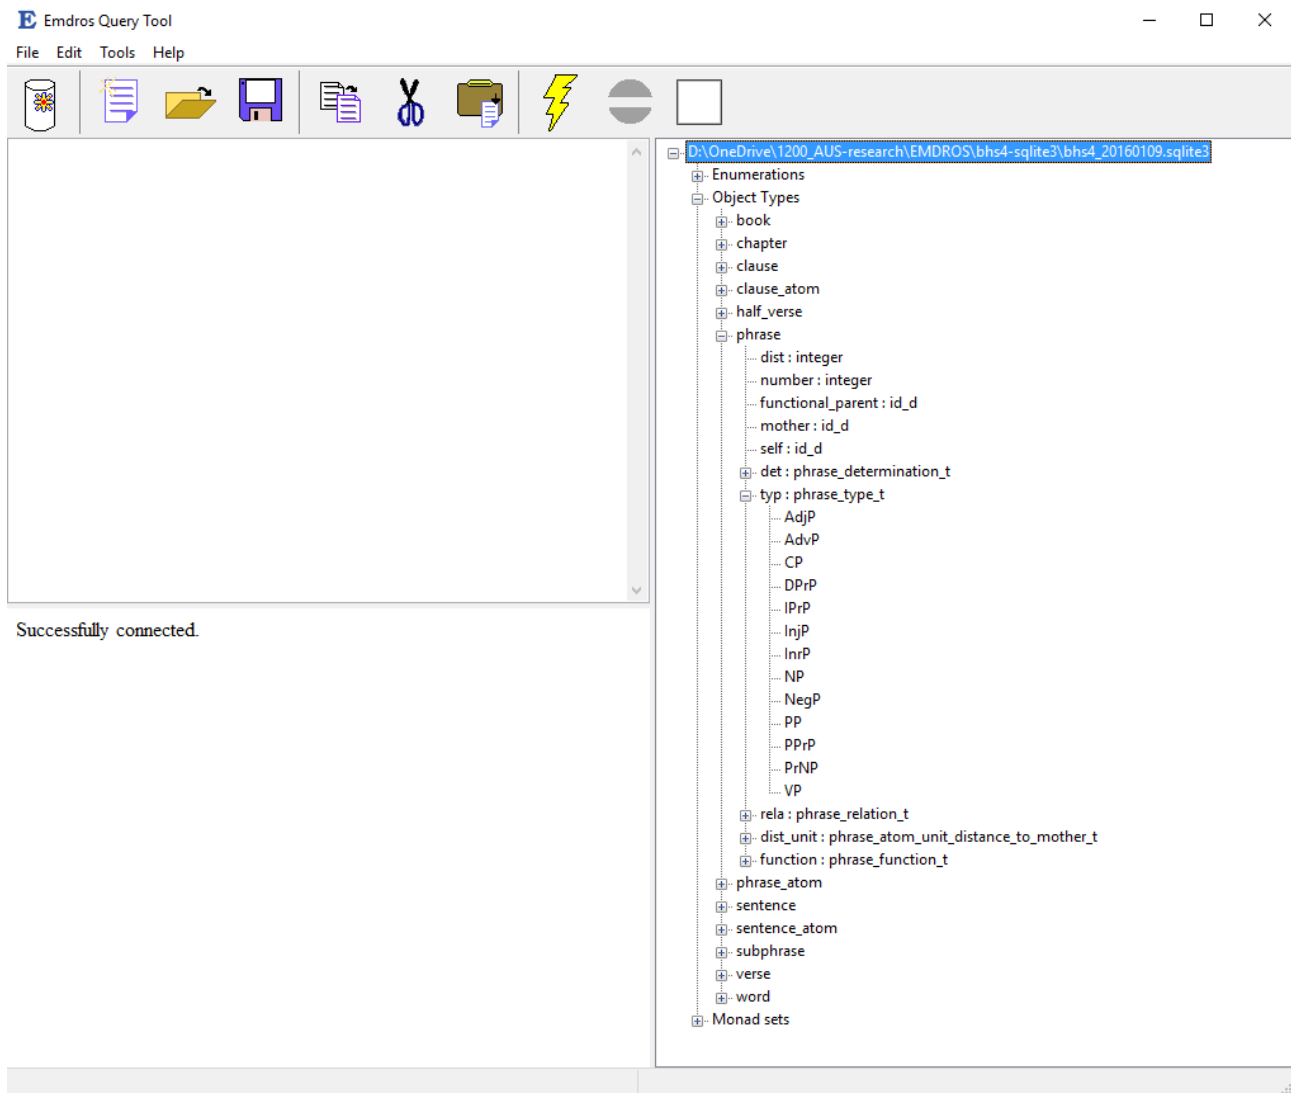 Emdros Query Tool
File Edit Tools Help
Successfully connected.
D:\OneDrive\1200_AUS-research\EMDROS\bhs4-sqlite3\bhs4_20160109.sqlite3
Enumerations
Object Types
book
chapter
clause
clause_atom
half_verse
phrase
dist : integer
number : integer
functional_parent : id_d
mother : id_d
self : id_d
det : phrase_determination_t
typ : phrase_type_t
AdjP
AdvP
CP
DPrP
IPrP
InjP
InrP
NP
NegP
PP
PPrP
PrNP
VP
rela : phrase_relation_t
dist_unit : phrase_atom_unit_distance_to_mother_t
function : phrase_function_t
phrase_atom
sentence
sentence_atom
subphrase
verse
word
Monad sets